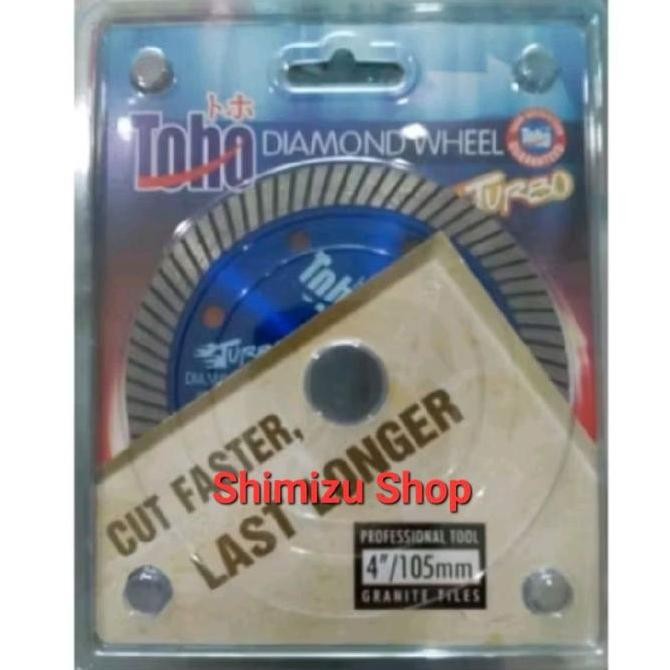 トホ
Toho DIAMOND WHEEL
Toho
TURBO
Toho
TURBO
CUT FASTER,
LAST LONGER
Shimizu Shop
PROFESSIONAL TOOL
4"/105mm
GRANITE TILES